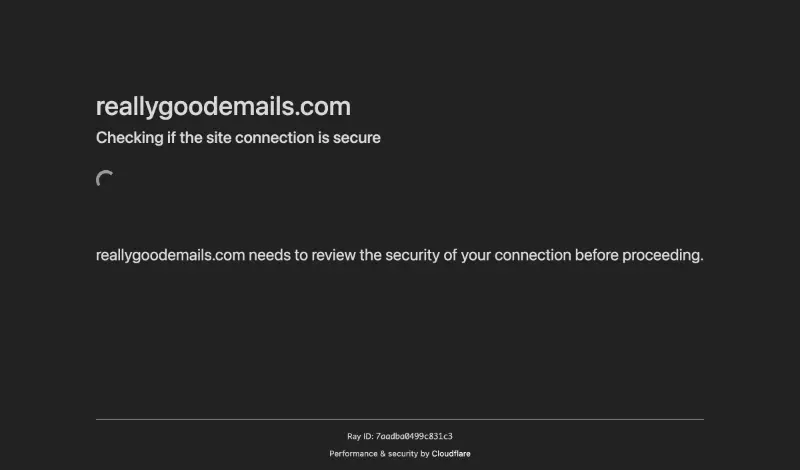 reallygoodemails.com
Checking if the site connection is secure
reallygoodemails.com needs to review the security of your connection before proceeding.
Ray ID: 7aadba0499c831c3
Performance & security by Cloudflare